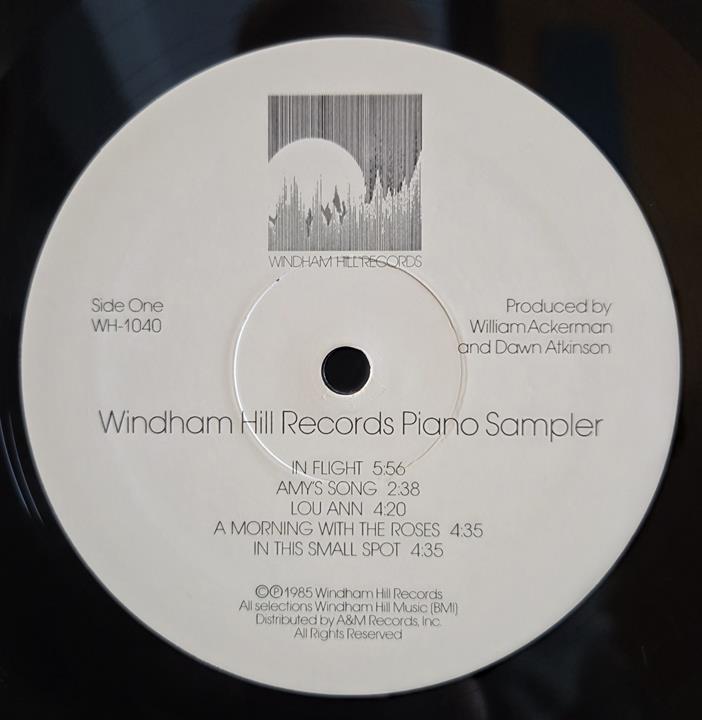 WINDHAM HILL RECORDS
Side One
WH-1040
Produced by
William Ackerman
and Dawn Atkinson
Windham Hill Records Piano Sampler
IN FLIGHT 5:56
AMY'S SONG 2:38
LOU ANN 4:20
A MORNING WITH THE ROSES 4:35
IN THIS SMALL SPOT 4:35
©℗1985 Windham Hill Records
All selections Windham Hill Music (BMI)
Distributed by A&M Records, Inc.
All Rights Reserved